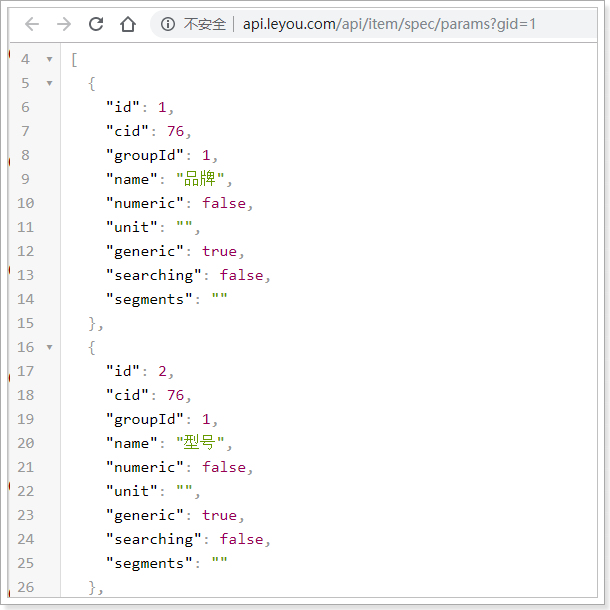 不安全 api.leyou.com/api/item/spec/params?gid=1
4 [
5 {
6 "id": 1,
7 "cid": 76,
8 "groupId": 1,
9 "name": "品牌",
10 "numeric": false,
11 "unit": "",
12 "generic": true,
13 "searching": false,
14 "segments": ""
15 },
16 {
17 "id": 2,
18 "cid": 76,
19 "groupId": 1,
20 "name": "型号",
21 "numeric": false,
22 "unit": "",
23 "generic": true,
24 "searching": false,
25 "segments": ""
26 },